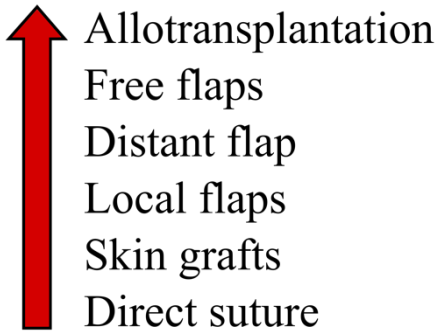 Allotransplantation
Free flaps
Distant flap
Local flaps
Skin grafts
Direct suture